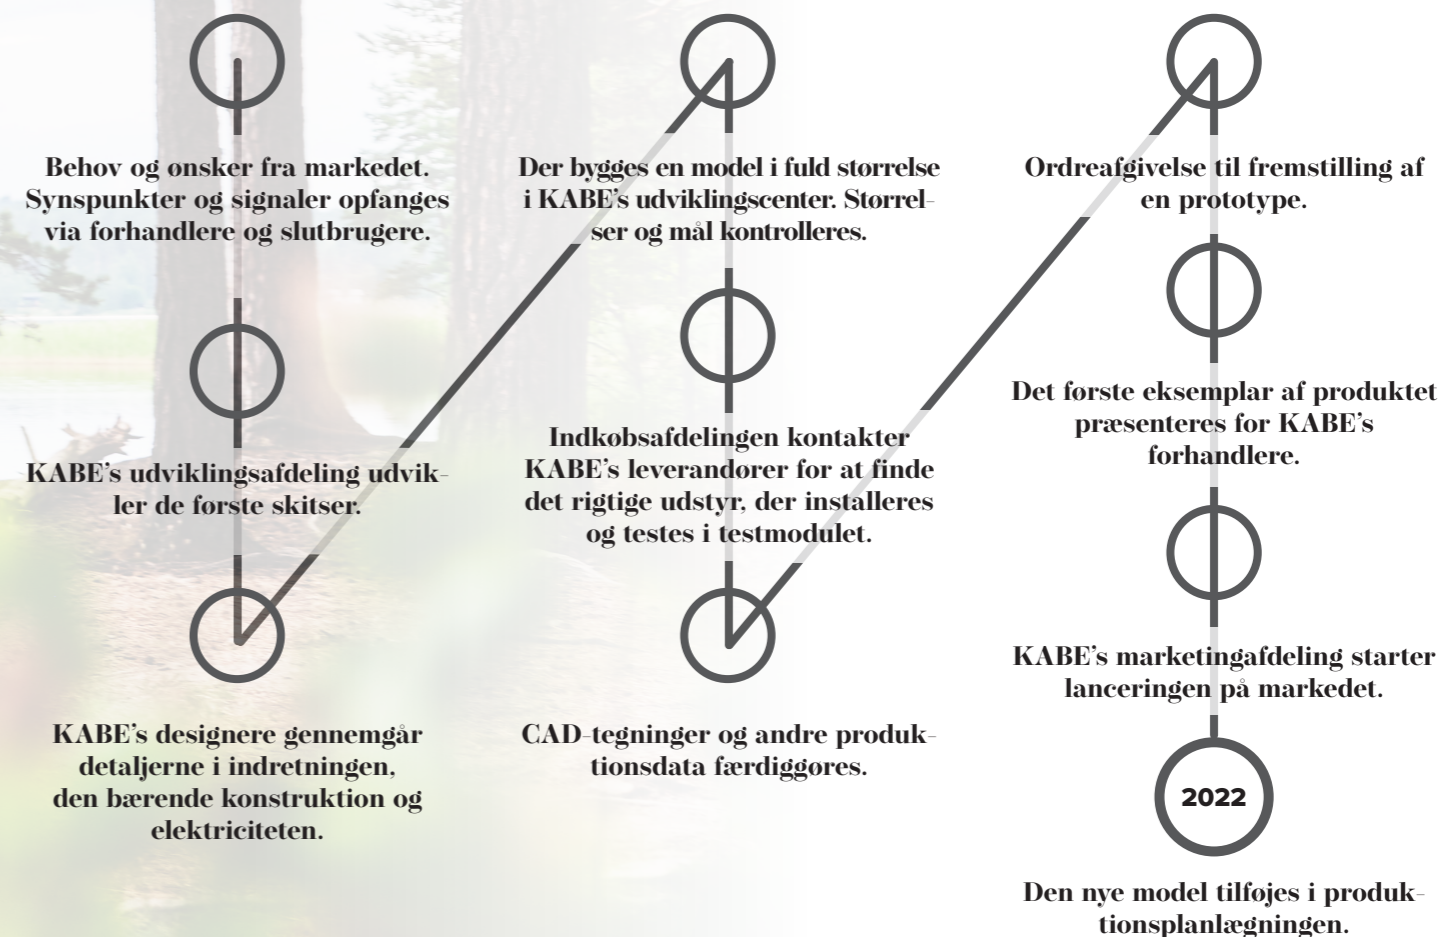 Behov og ønsker fra markedet.
Synspunkter og signaler opfanges
via forhandlere og slutbrugere.
KABE’s udviklingsafdeling udvik-
ler de første skitser.
KABE’s designere gennemgår
detaljerne i indretningen,
den bærende konstruktion og
elektriciteten.
Der bygges en model i fuld størrelse
i KABE’s udviklingscenter. Størrel-
ser og mål kontrolleres.
Indkøbsafdelingen kontakter
KABE’s leverandører for at finde
det rigtige udstyr, der installeres
og testes i testmodulet.
CAD-tegninger og andre produk-
tionsdata færdiggøres.
Ordreafgivelse til fremstilling af
en prototype.
Det første eksemplar af produktet
præsenteres for KABE’s
forhandlere.
KABE’s marketingafdeling starter
lanceringen på markedet.
2022
Den nye model tilføjes i produk-
tionsplanlægningen.